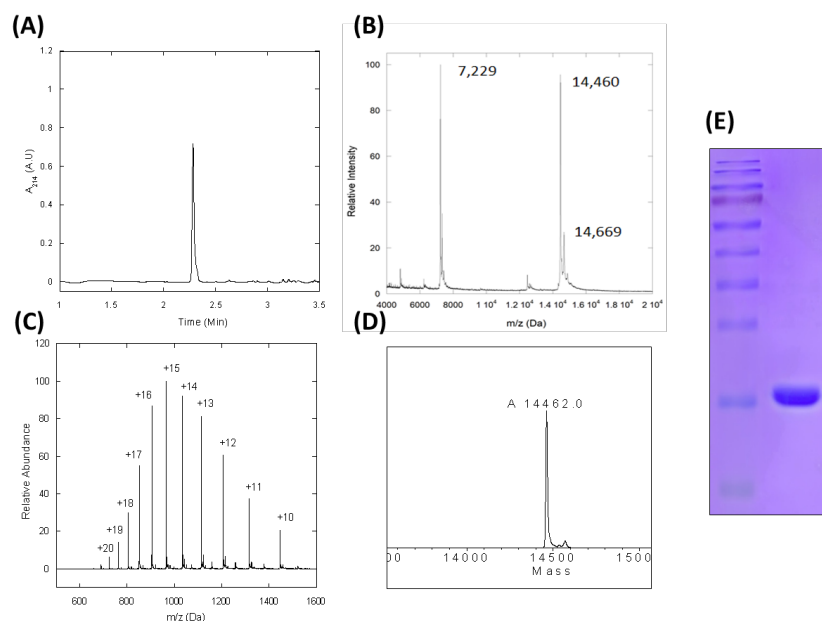 (A)
1.2
1
0.8
0.6
0.4
0.2
0
A214 (A.U)
1 1.5 2 2.5 3 3.5
Time (Min)
(B)
100
80
60
40
20
0
Relative Intensity
7,229
14,460
14,669
4000 6000 8000 1 10⁴ 1.2 10⁴ 1.4 10⁴ 1.6 10⁴ 1.8 10⁴ 2 10⁴
m/z (Da)
(C)
120
100
80
60
40
20
0
Relative Abundance
+20
+19
+18
+17
+16
+15
+14
+13
+12
+11
+10
600 800 1000 1200 1400 1600
m/z (Da)
(D)
A 14462.0
00 14000 14500 1500
Mass
(E)